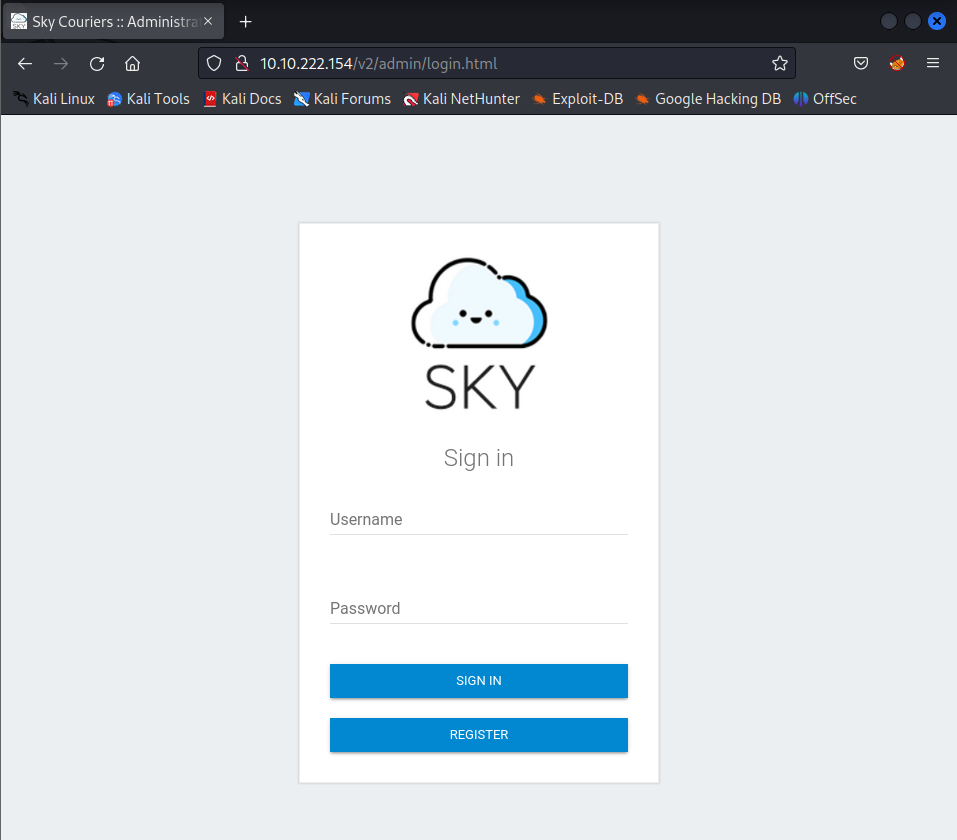 SKY Sky Couriers :: Administra
10.10.222.154/v2/admin/login.html
Kali Linux Kali Tools Kali Docs Kali Forums Kali NetHunter Exploit-DB Google Hacking DB OffSec
SKY
Sign in
Username
Password
SIGN IN
REGISTER